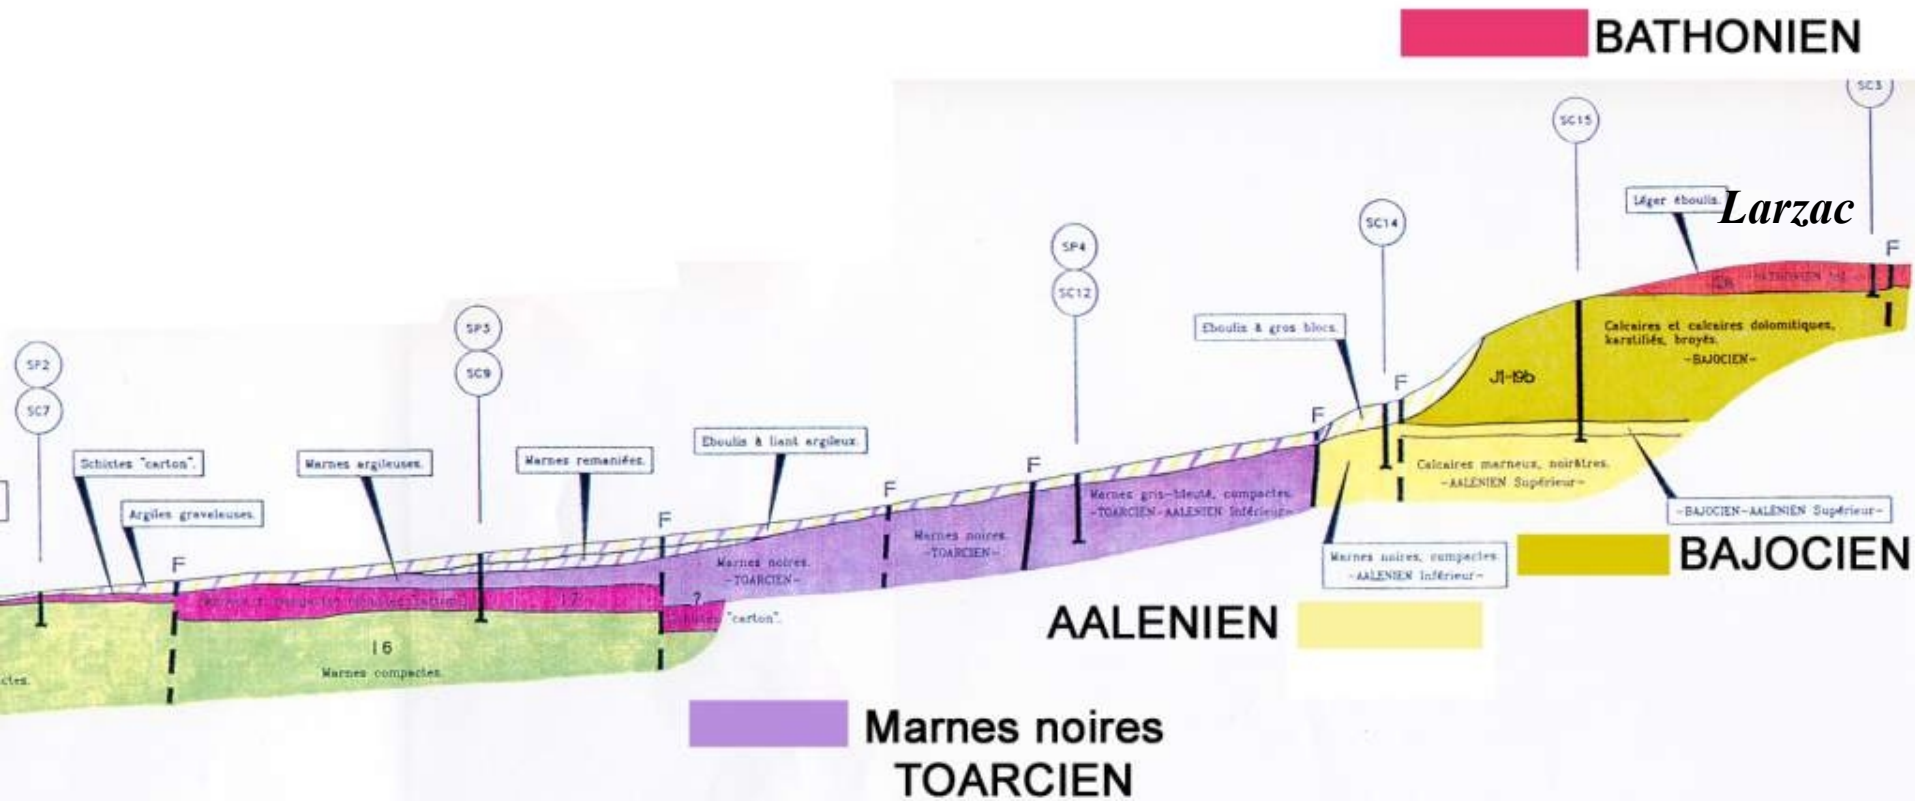 BATHONIEN
SC3
SC15
Léger éboulis.
Larzac
SC14
F
SP4
SC12
BATHONIEN
Eboulis à gros blocs.
Calcaires et calcaires dolomitiques,
karstifiés, broyés.
-BAJOCIEN-
SP3
SC9
SP2
SC7
J1-19b
F
F
Eboulis à liant argileux.
Schistes "carton".
Marnes argileuses.
Marnes remaniées.
F
Calcaires marneux, noirâtres.
-AALENIEN Supérieur-
F
Marnes gris-bleuté, compactes.
-TOARCIEN-AALENIEN Inférieur-
Argiles graveleuses.
-BAJOCIEN-AALENIEN Supérieur-
F
Marnes noires.
-TOARCIEN-
Marnes noires, compactes
-AALENIEN Inférieur-
BAJOCIEN
F
Marnes noires.
-TOARCIEN-
17
?
"carton".
AALENIEN
16
Marnes compactes.
ctes.
Marnes noires
TOARCIEN